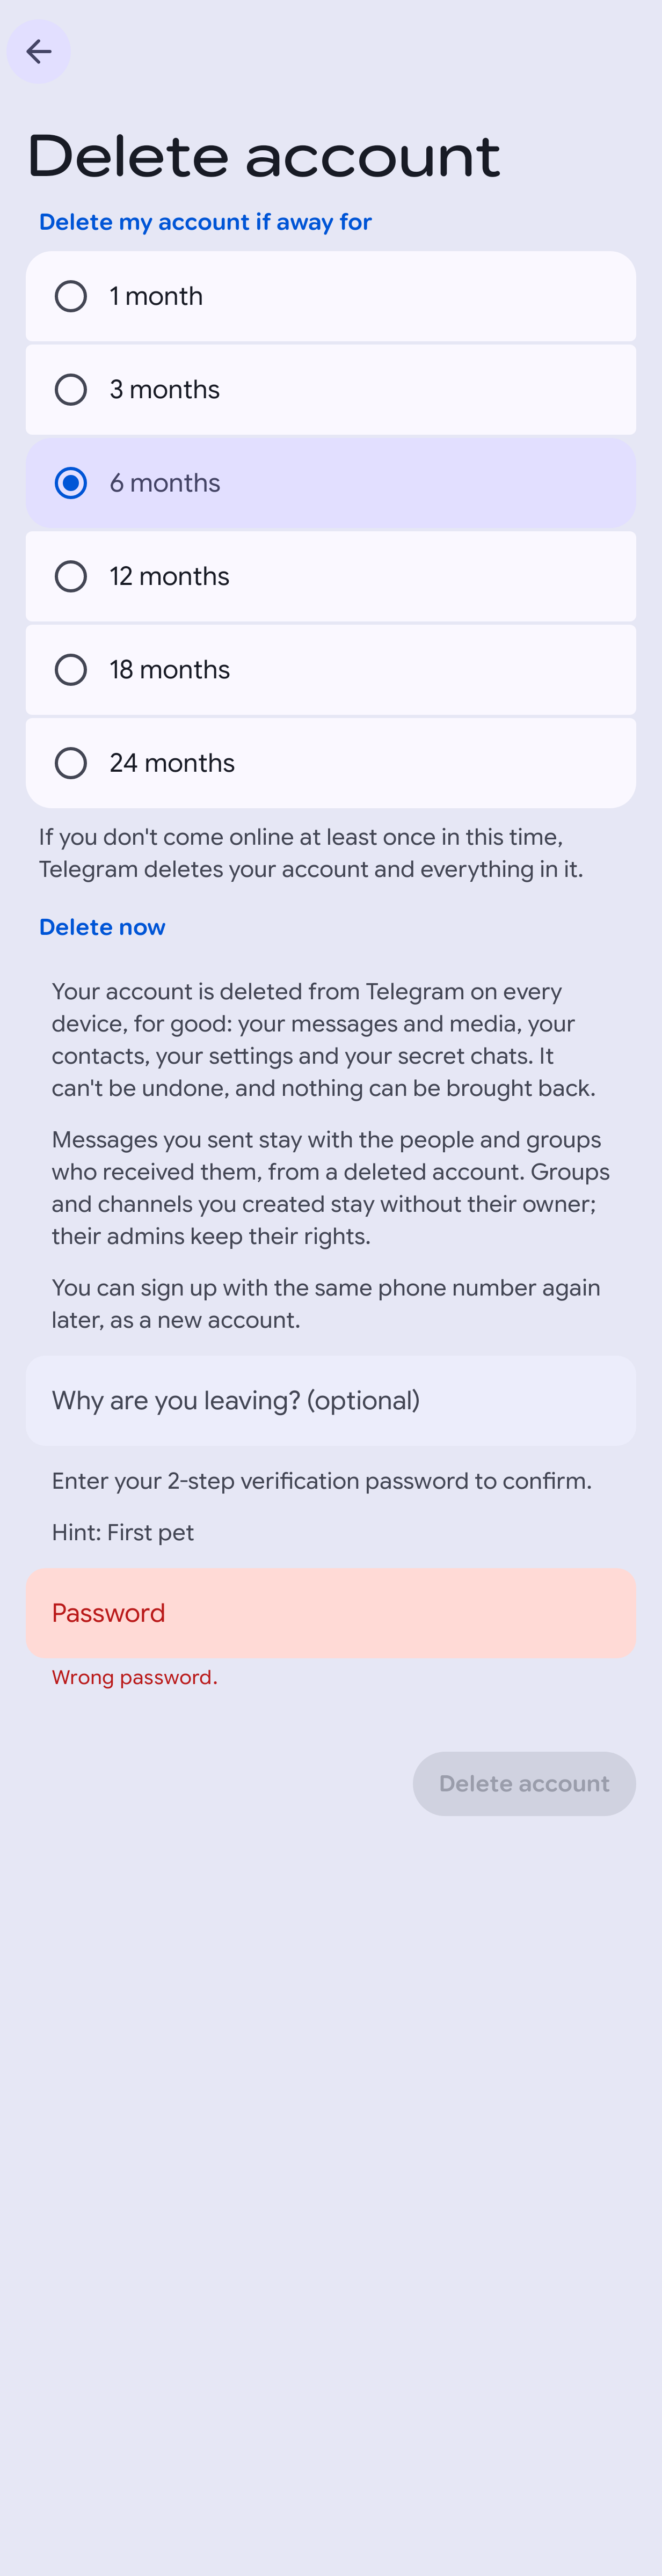 Delete account
Delete my account if away for
1 month
3 months
6 months
12 months
18 months
24 months
If you don't come online at least once in this time,
Telegram deletes your account and everything in it.
Delete now
Your account is deleted from Telegram on every
device, for good: your messages and media, your
contacts, your settings and your secret chats. It
can't be undone, and nothing can be brought back.
Messages you sent stay with the people and groups
who received them, from a deleted account. Groups
and channels you created stay without their owner;
their admins keep their rights.
You can sign up with the same phone number again
later, as a new account.
Why are you leaving? (optional)
Enter your 2-step verification password to confirm.
Hint: First pet
Password
Wrong password.
Delete account